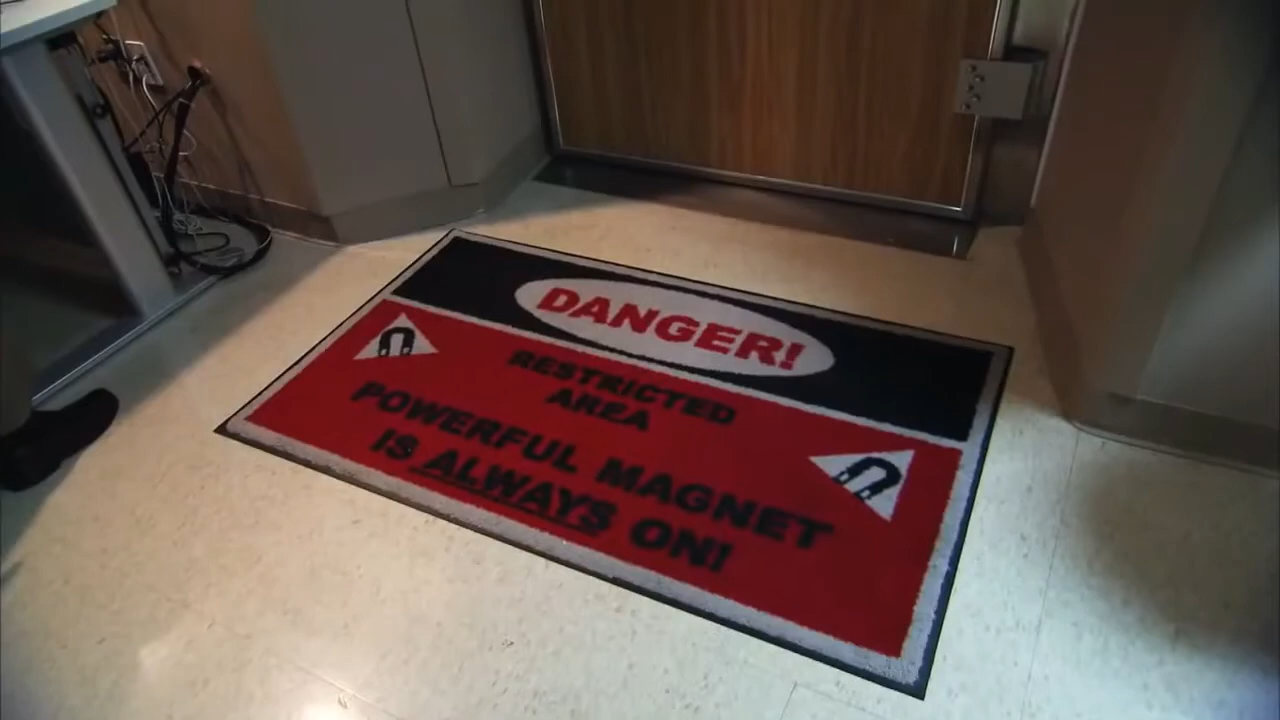 DANGER!
RESTRICTED
AREA
POWERFUL MAGNET
IS ALWAYS ON!